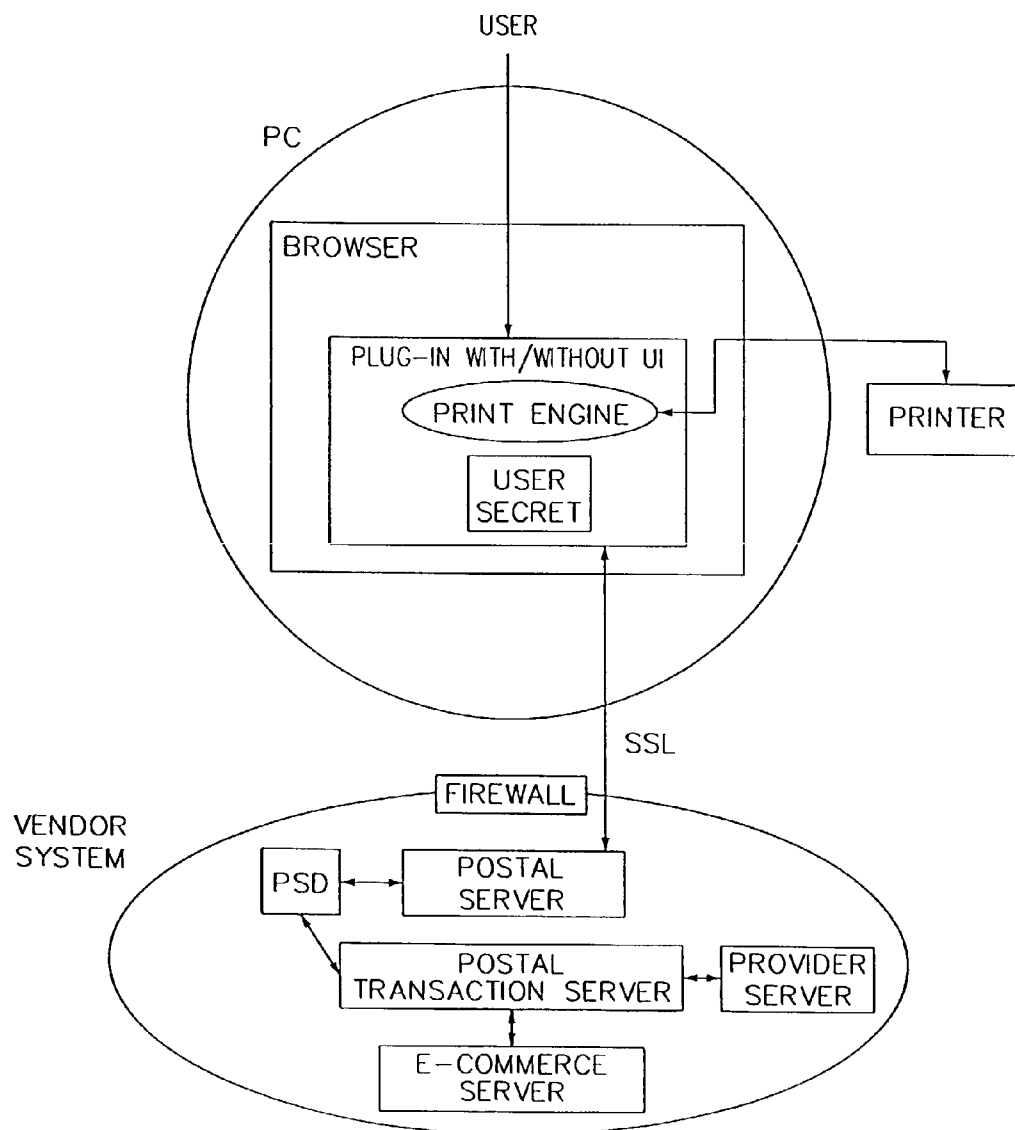 USER
PC
BROWSER
PLUG-IN WITH/WITHOUT UI
PRINT ENGINE
PRINTER
USER
SECRET
SSL
FIREWALL
VENDOR
SYSTEM
PSD
POSTAL
SERVER
POSTAL
TRANSACTION SERVER
PROVIDER
SERVER
E-COMMERCE
SERVER